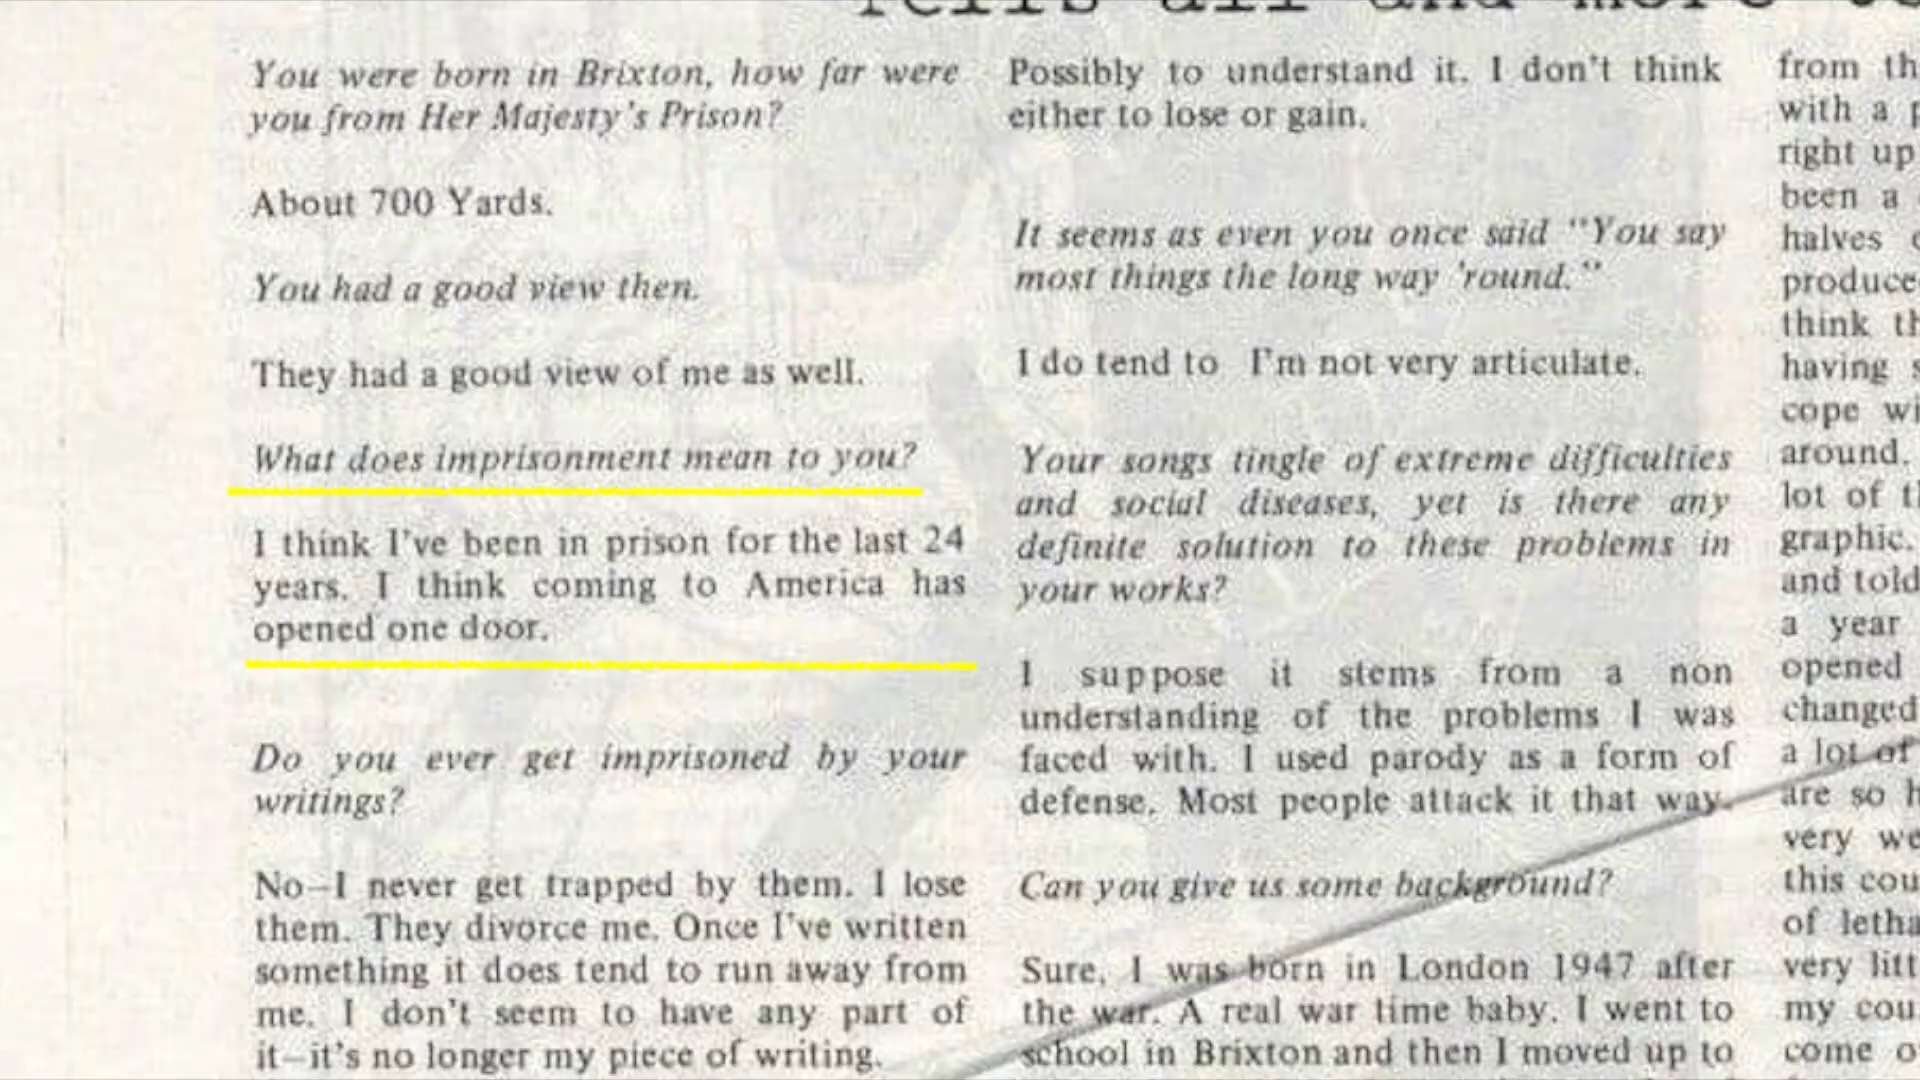 Tells all and more
You were born in Brixton, how far were
you from Her Majesty's Prison?
About 700 Yards.
You had a good view then.
They had a good view of me as well.
What does imprisonment mean to you?
I think I've been in prison for the last 24
years. I think coming to America has
opened one door.
Do you ever get imprisoned by your
writings?
No—I never get trapped by them. I lose
them. They divorce me. Once I've written
something it does tend to run away from
me. I don't seem to have any part of
it—it's no longer my piece of writing.
Possibly to understand it. I don't think
either to lose or gain.
It seems as even you once said "You say
most things the long way 'round."
I do tend to I'm not very articulate.
Your songs tingle of extreme difficulties
and social diseases, yet is there any
definite solution to these problems in
your works?
I suppose it stems from a non
understanding of the problems I was
faced with. I used parody as a form of
defense. Most people attack it that way.
Can you give us some background?
Sure, I was born in London 1947 after
the war. A real war time baby. I went to
school in Brixton and then I moved up to
from
with a
right up
been a
halves
produce
think
having
cope
around.
lot of
graphic.
and told
a year
opened
changed
a lot of
are so
very
this
of
very
my
come